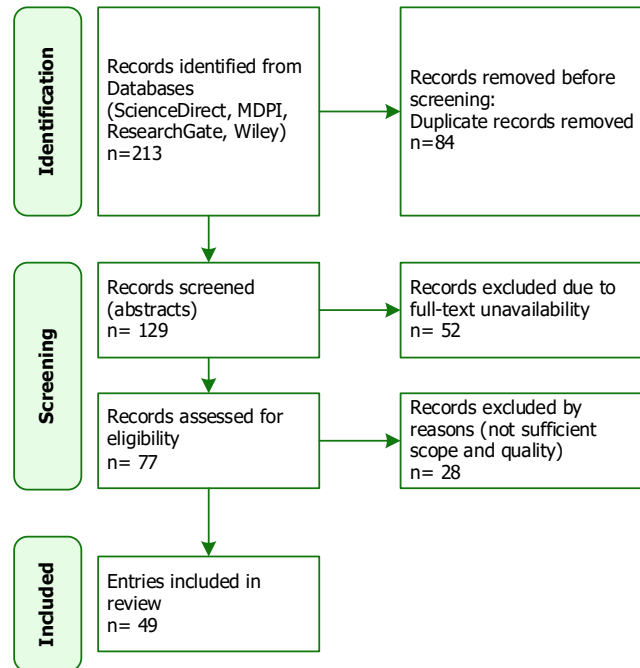 Identification
Records identified from
Databases
(ScienceDirect, MDPI,
ResearchGate, Wiley)
n=213
Records removed before
screening:
Duplicate records removed
n=84
Screening
Records screened
(abstracts)
n= 129
Records excluded due to
full-text unavailability
n= 52
Records assessed for
eligibility
n= 77
Records excluded by
reasons (not sufficient
scope and quality)
n= 28
Included
Entries included in
review
n= 49